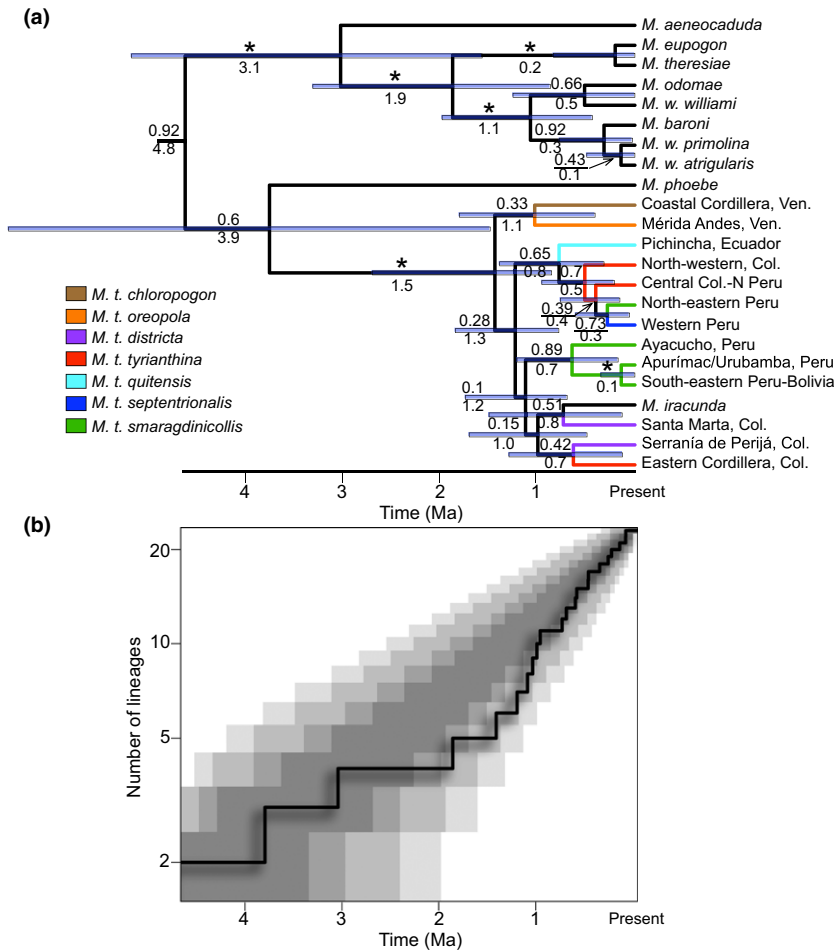 (a)
M. aeneocaduda
M. eupogon
M. theresiae
M. odomae
M. w. williami
M. baroni
M. w. primolina
M. w. atrigularis
M. phoebe
Coastal Cordillera, Ven.
Mérida Andes, Ven.
Pichincha, Ecuador
North-western, Col.
Central Col.-N Peru
North-eastern Peru
Western Peru
Ayacucho, Peru
Apurímac/Urubamba, Peru
South-eastern Peru-Bolivia
M. iracunda
Santa Marta, Col.
Serranía de Perijá, Col.
Eastern Cordillera, Col.
*
3.1
*
0.2
*
1.9
0.66
0.5
*
1.1
0.92
0.3
0.43
0.1
0.92
4.8
0.6
3.9
0.33
1.1
*
1.5
0.65
0.8
0.7
0.5
0.39
0.4
0.73
0.3
0.28
1.3
0.89
0.7
*
0.1
0.1
1.2
0.51
0.8
0.15
1.0
0.42
0.7
M. t. chloropogon
M. t. oreopola
M. t. districta
M. t. tyrianthina
M. t. quitensis
M. t. septentrionalis
M. t. smaragdinicollis
4 3 2 1 Present
Time (Ma)
(b)
Number of lineages
20
10
5
2
4 3 2 1 Present
Time (Ma)